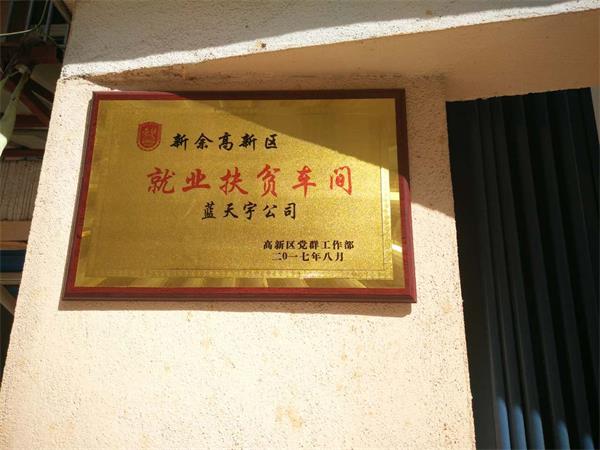 新余高新区
就业扶贫车间
蓝天宇公司
高新区党群工作部
二0一七年八月